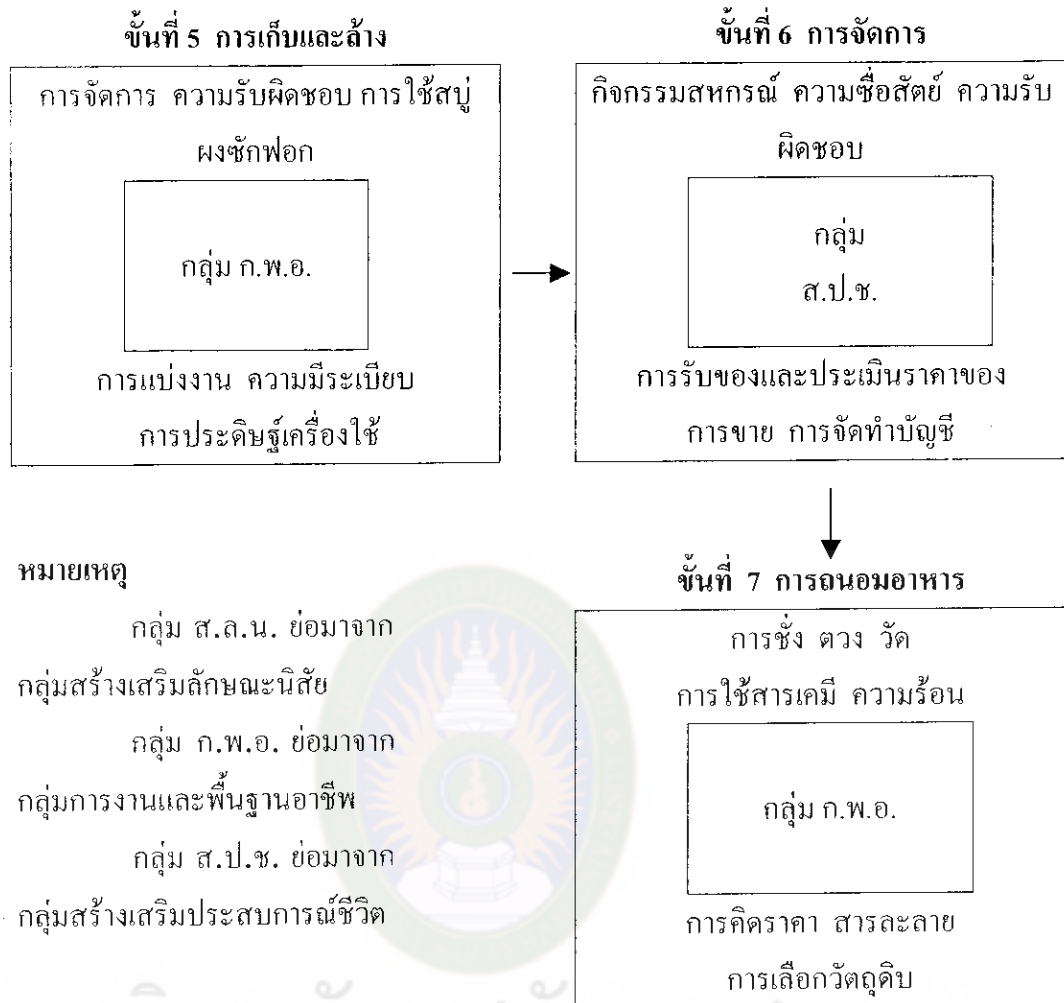 ขั้นที่ 5 การเก็บและล้าง
การจัดการ ความรับผิดชอบ การใช้สบู่
ผงซักฟอก
กลุ่ม ก.พ.อ.
การแบ่งงาน ความมีระเบียบ
การประดิษฐ์เครื่องใช้
ขั้นที่ 6 การจัดการ
กิจกรรมสหกรณ์ ความซื่อสัตย์ ความรับ
ผิดชอบ
กลุ่ม
ส.ป.ช.
การรับของและประเมินราคาของ
การขาย การจัดทำบัญชี
หมายเหตุ
กลุ่ม ส.ล.น. ย่อมาจาก
กลุ่มสร้างเสริมลักษณะนิสัย
กลุ่ม ก.พ.อ. ย่อมาจาก
กลุ่มการงานและพื้นฐานอาชีพ
กลุ่ม ส.ป.ช. ย่อมาจาก
กลุ่มสร้างเสริมประสบการณ์ชีวิต
ขั้นที่ 7 การถนอมอาหาร
การชั่ง ตวง วัด
การใช้สารเคมี ความร้อน
กลุ่ม ก.พ.อ.
การคิดราคา สารละลาย
การเลือกวัตถุดิบ